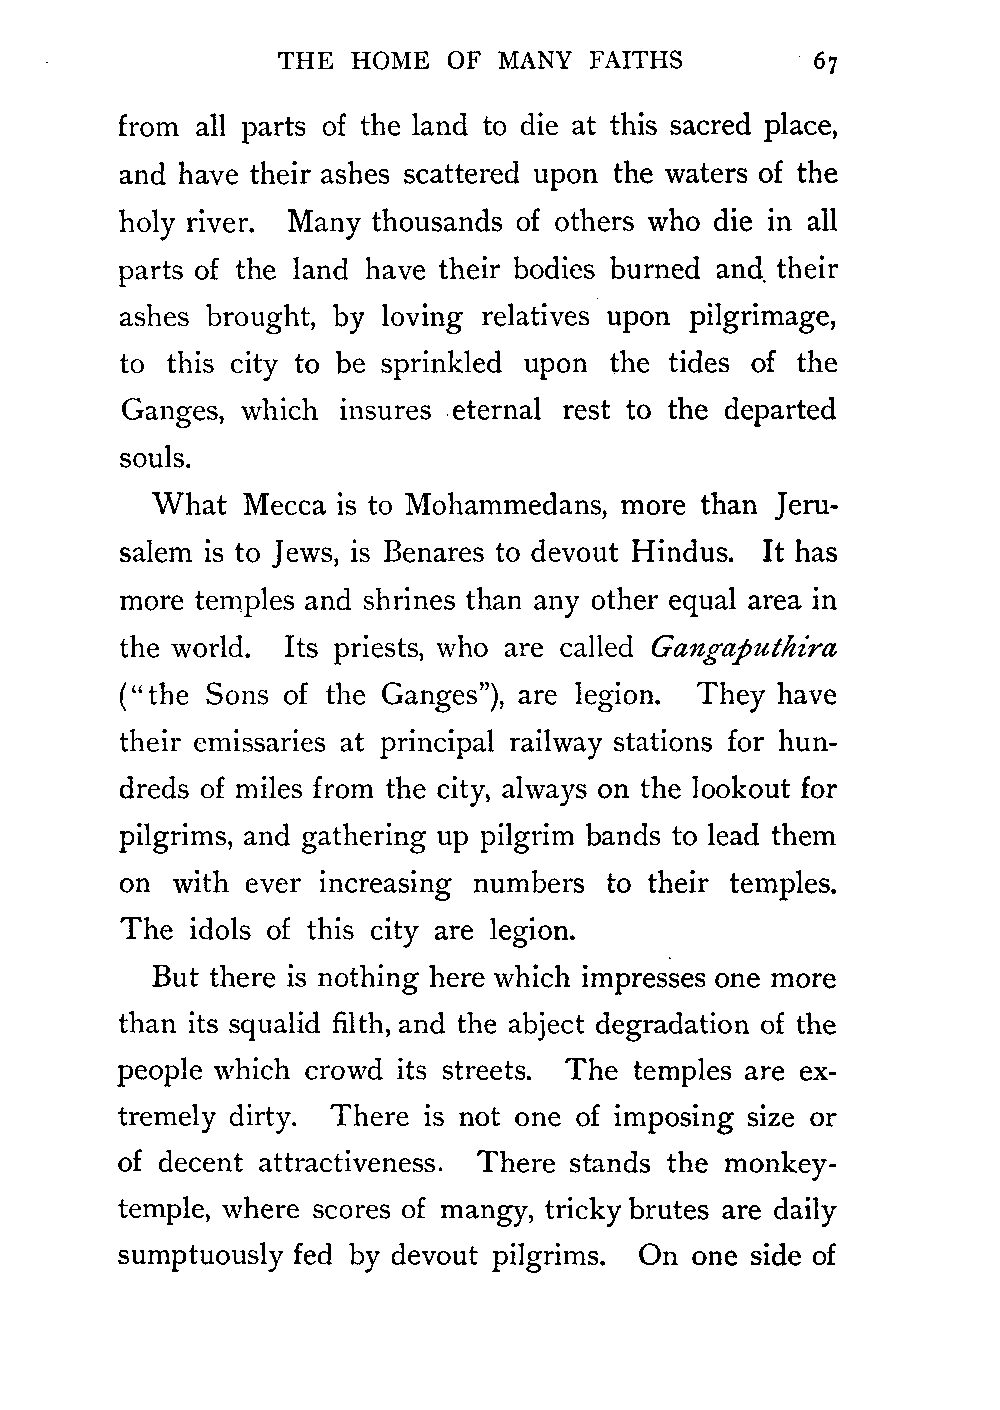 THE HOME OF MANY FAITHS 67
from all parts of the land to die at this sacred place,
and have their ashes scattered upon the waters of the
holy river. Many thousands of others who die in all
parts of the land have their bodies burned and their
ashes brought, by loving relatives upon pilgrimage,
to this city to be sprinkled upon the tides of the
Ganges, which insures eternal rest to the departed
souls.
What Mecca is to Mohammedans, more than Jeru-
salem is to Jews, is Benares to devout Hindus. It has
more temples and shrines than any other equal area in
the world. Its priests, who are called Gangaputhira
("the Sons of the Ganges"), are legion. They have
their emissaries at principal railway stations for hun-
dreds of miles from the city, always on the lookout for
pilgrims, and gathering up pilgrim bands to lead them
on with ever increasing numbers to their temples.
The idols of this city are legion.
But there is nothing here which impresses one more
than its squalid filth, and the abject degradation of the
people which crowd its streets. The temples are ex-
tremely dirty. There is not one of imposing size or
of decent attractiveness. There stands the monkey-
temple, where scores of mangy, tricky brutes are daily
sumptuously fed by devout pilgrims. On one side of